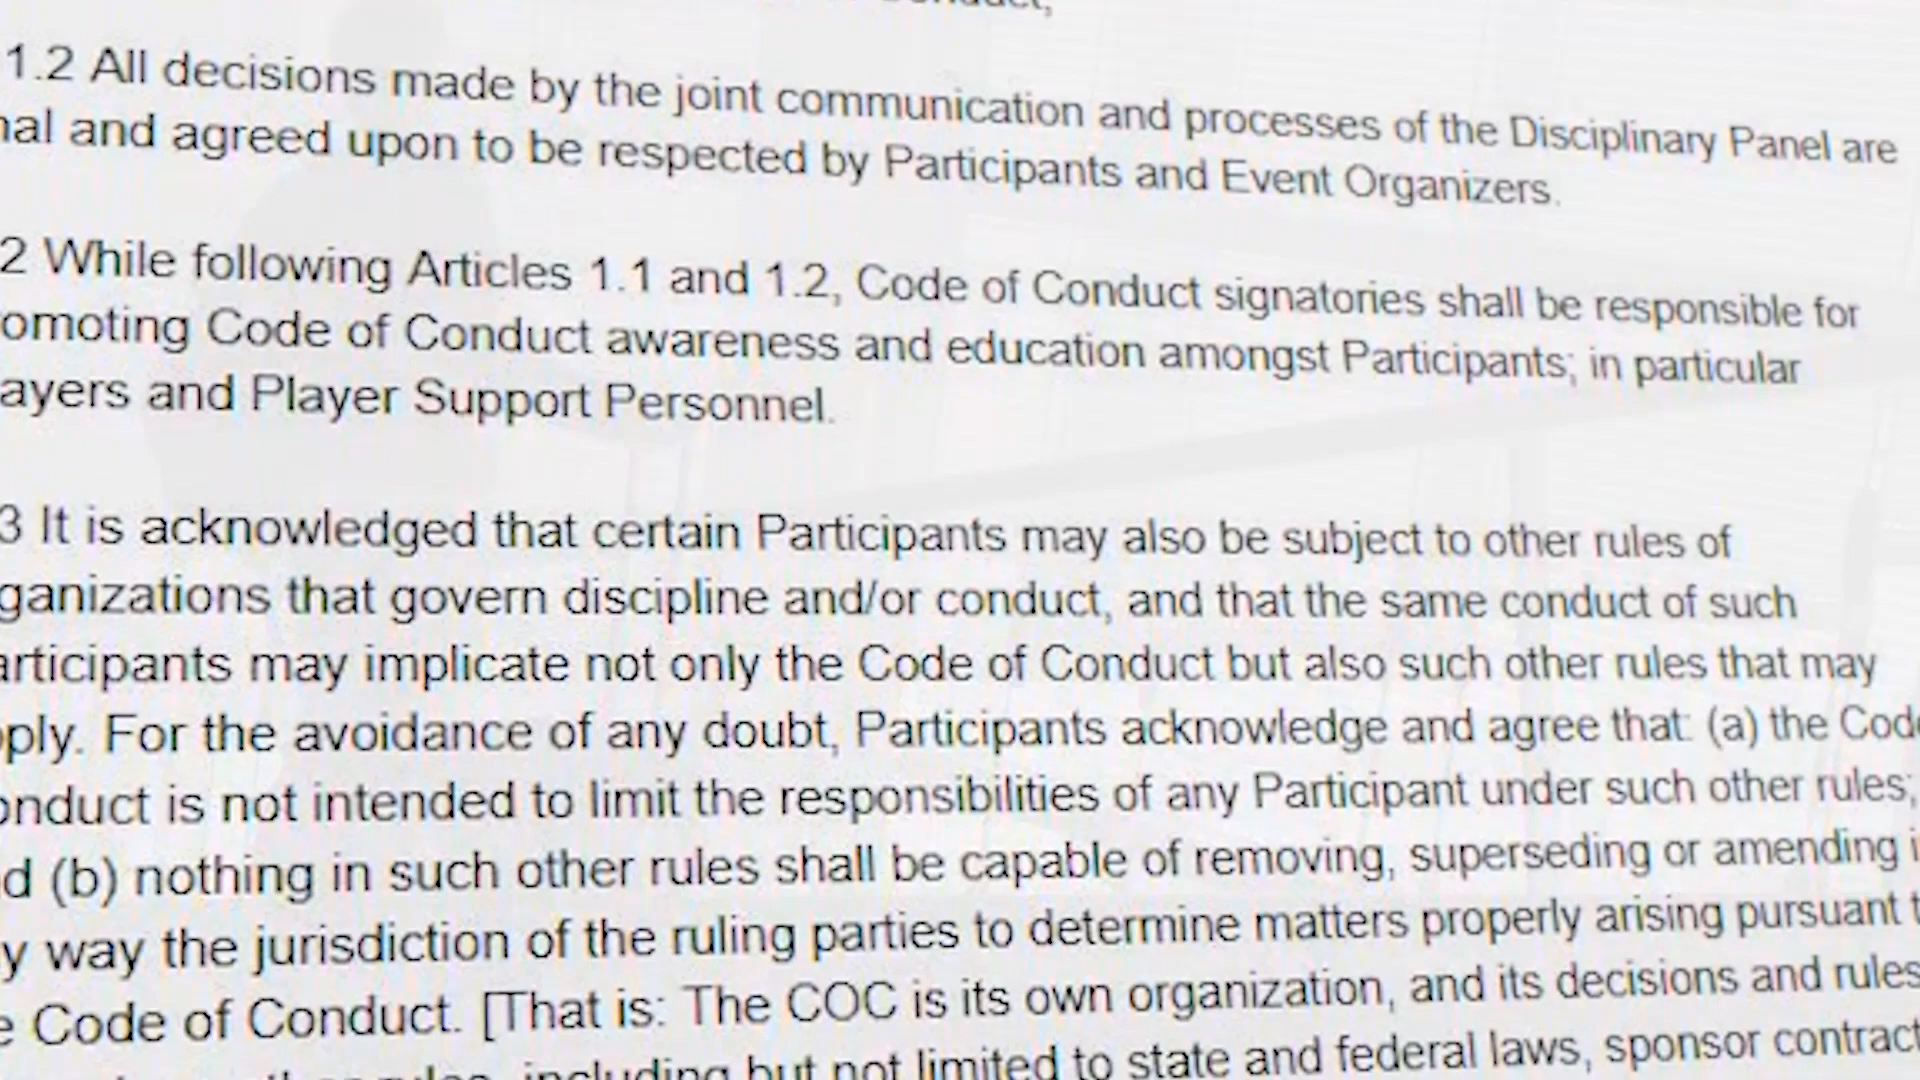 1.2 All decisions made by the joint communication and processes of the Disciplinary Panel are
nal and agreed upon to be respected by Participants and Event Organizers.
2 While following Articles 1.1 and 1.2, Code of Conduct signatories shall be responsible for
omoting Code of Conduct awareness and education amongst Participants; in particular
ayers and Player Support Personnel.
3 It is acknowledged that certain Participants may also be subject to other rules of
ganizations that govern discipline and/or conduct, and that the same conduct of such
articipants may implicate not only the Code of Conduct but also such other rules that may
pply. For the avoidance of any doubt, Participants acknowledge and agree that: (a) the Code
onduct is not intended to limit the responsibilities of any Participant under such other rules;
d (b) nothing in such other rules shall be capable of removing, superseding or amending i
y way the jurisdiction of the ruling parties to determine matters properly arising pursuant t
e Code of Conduct. [That is: The COC is its own organization, and its decisions and rules
including but not limited to state and federal laws, sponsor contract